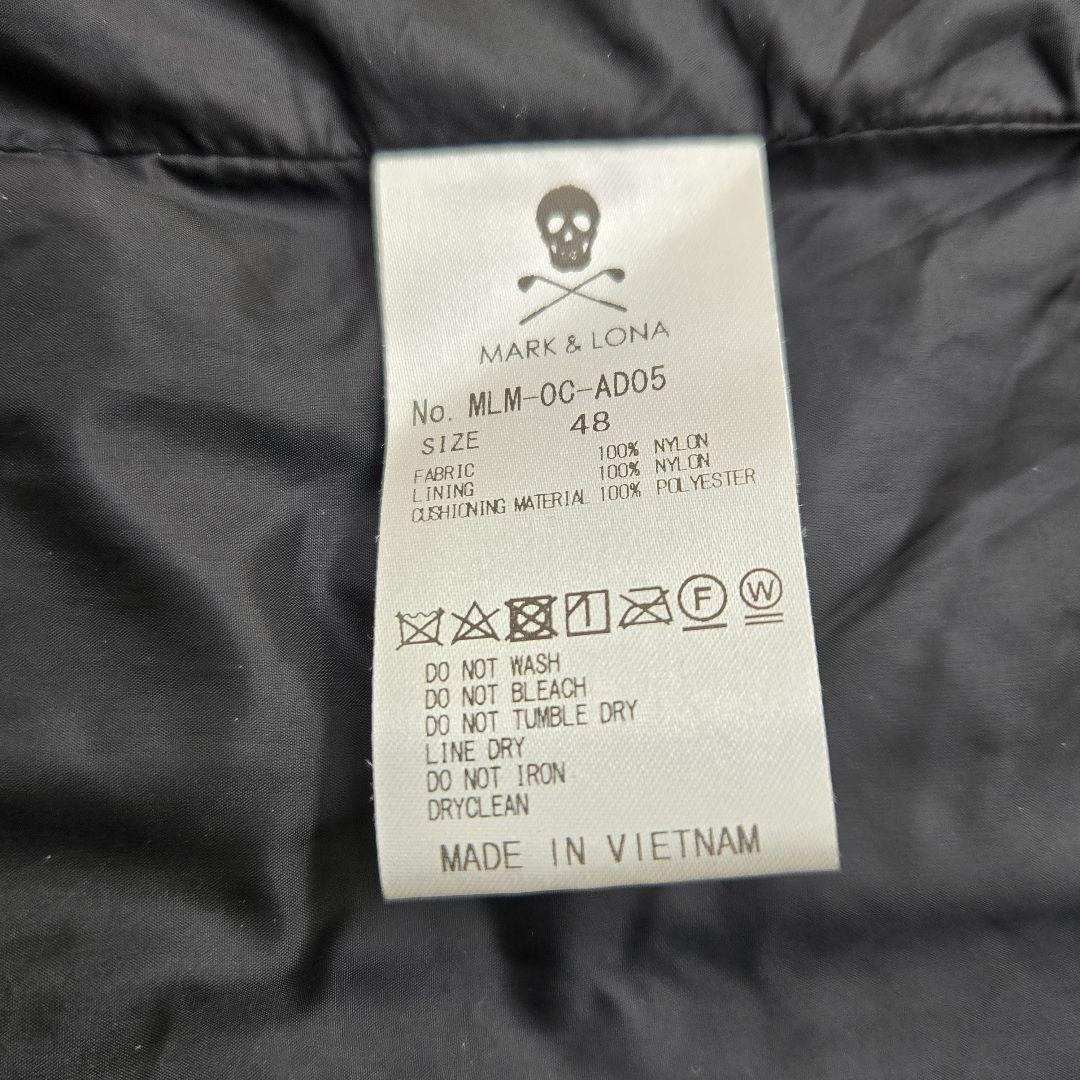 MARK & LONA
No. MLM-OC-AD05
SIZE 48
FABRIC 100% NYLON
LINING 100% NYLON
CUSHIONING MATERIAL 100% POLYESTER
F W
DO NOT WASH
DO NOT BLEACH
DO NOT TUMBLE DRY
LINE DRY
DO NOT IRON
DRYCLEAN
MADE IN VIETNAM